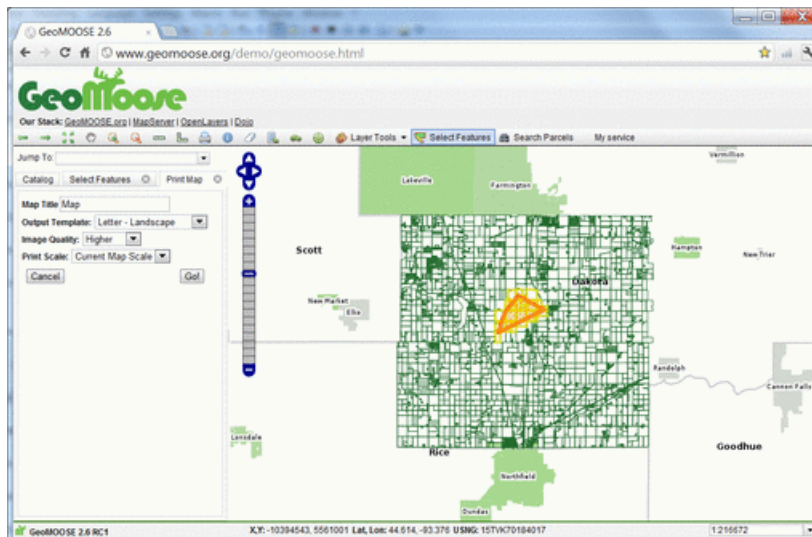 GeoMOOSE 2.6
www.geomoose.org/demo/geomoose.html
GeoMoose
Our Stack: GeoMOOSE.org | MapServer | OpenLayers | Dojo
Layer Tools Select Features Search Parcels My service
Jump To:
Catalog Select Features Print Map
Map Title Map
Output Template: Letter - Landscape
Image Quality: Higher
Print Scale: Current Map Scale
Cancel Go!
Vermillion
Lakeville
Farmington
Hampton
New Trier
Scott
Dakota
New Market
Elko
Randolph
Cannon Falls
Lonsdale
Rice
Goodhue
Northfield
Dundas
GeoMOOSE 2.6 RC1 X,Y: -10394543, 5561001 Lat, Lon: 44.614, -93.376 USNG: 15TVK70184017 1:216672